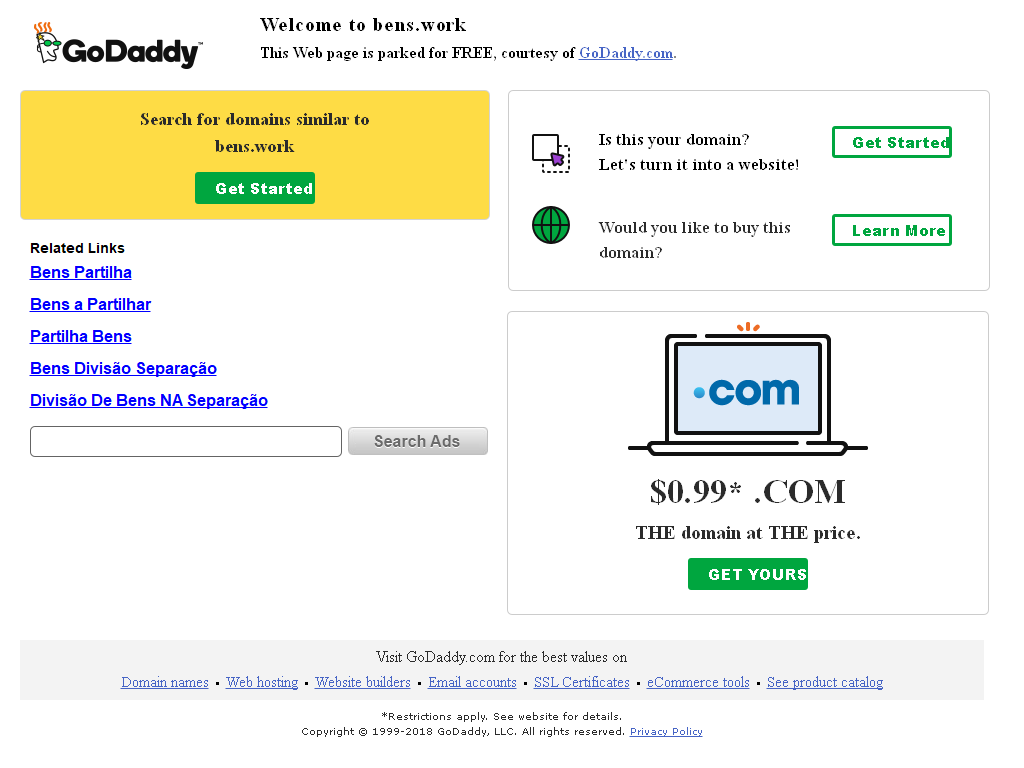 GoDaddy™
Welcome to bens.work
This Web page is parked for FREE, courtesy of GoDaddy.com.
Search for domains similar to
bens.work
Get Started
Related Links
Bens Partilha
Bens a Partilhar
Partilha Bens
Bens Divisão Separação
Divisão De Bens NA Separação
Search Ads
Is this your domain?
Let's turn it into a website!
Get Started
Would you like to buy this
domain?
Learn More
.com
$0.99* .COM
THE domain at THE price.
GET YOURS
Visit GoDaddy.com for the best values on
Domain names • Web hosting • Website builders • Email accounts • SSL Certificates • eCommerce tools • See product catalog
*Restrictions apply. See website for details.
Copyright © 1999-2018 GoDaddy, LLC. All rights reserved. Privacy Policy